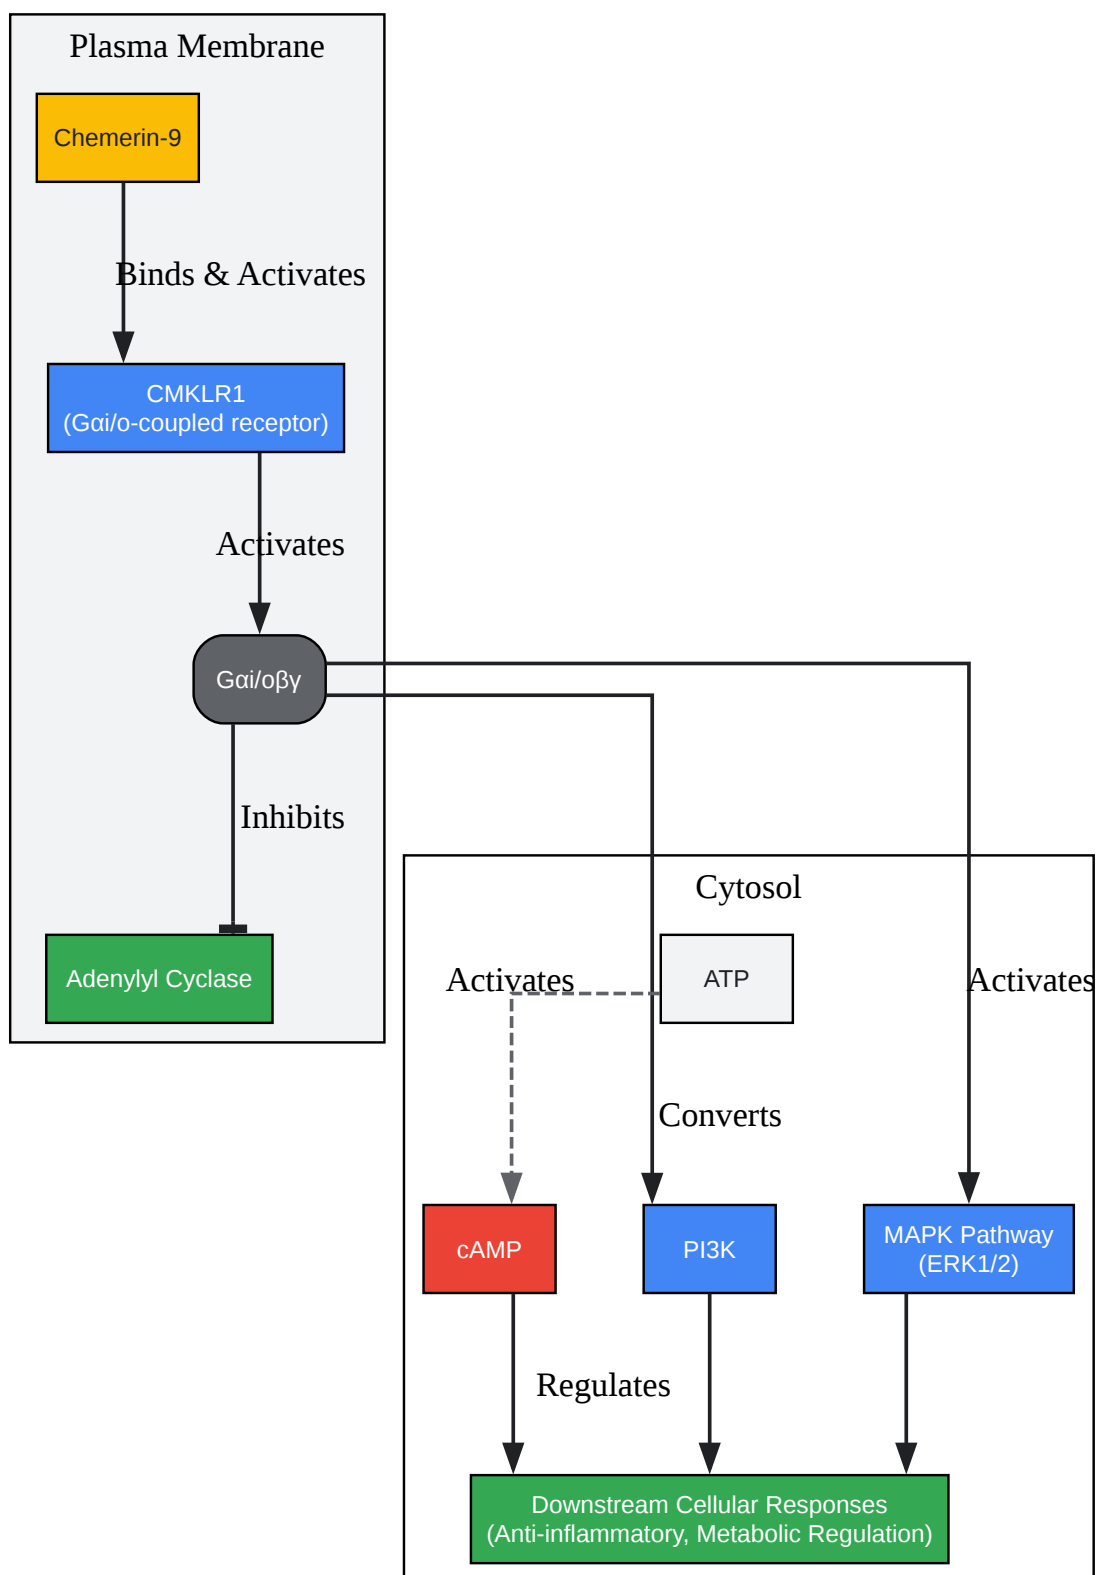 Plasma Membrane
Chemerin-9
Binds & Activates
CMKLR1
(Gαi/o-coupled receptor)
Activates
Gαi/oβγ
Inhibits
Adenylyl Cyclase
Cytosol
Activates
ATP
Activates
Converts
cAMP
PI3K
MAPK Pathway
(ERK1/2)
Regulates
Downstream Cellular Responses
(Anti-inflammatory, Metabolic Regulation)